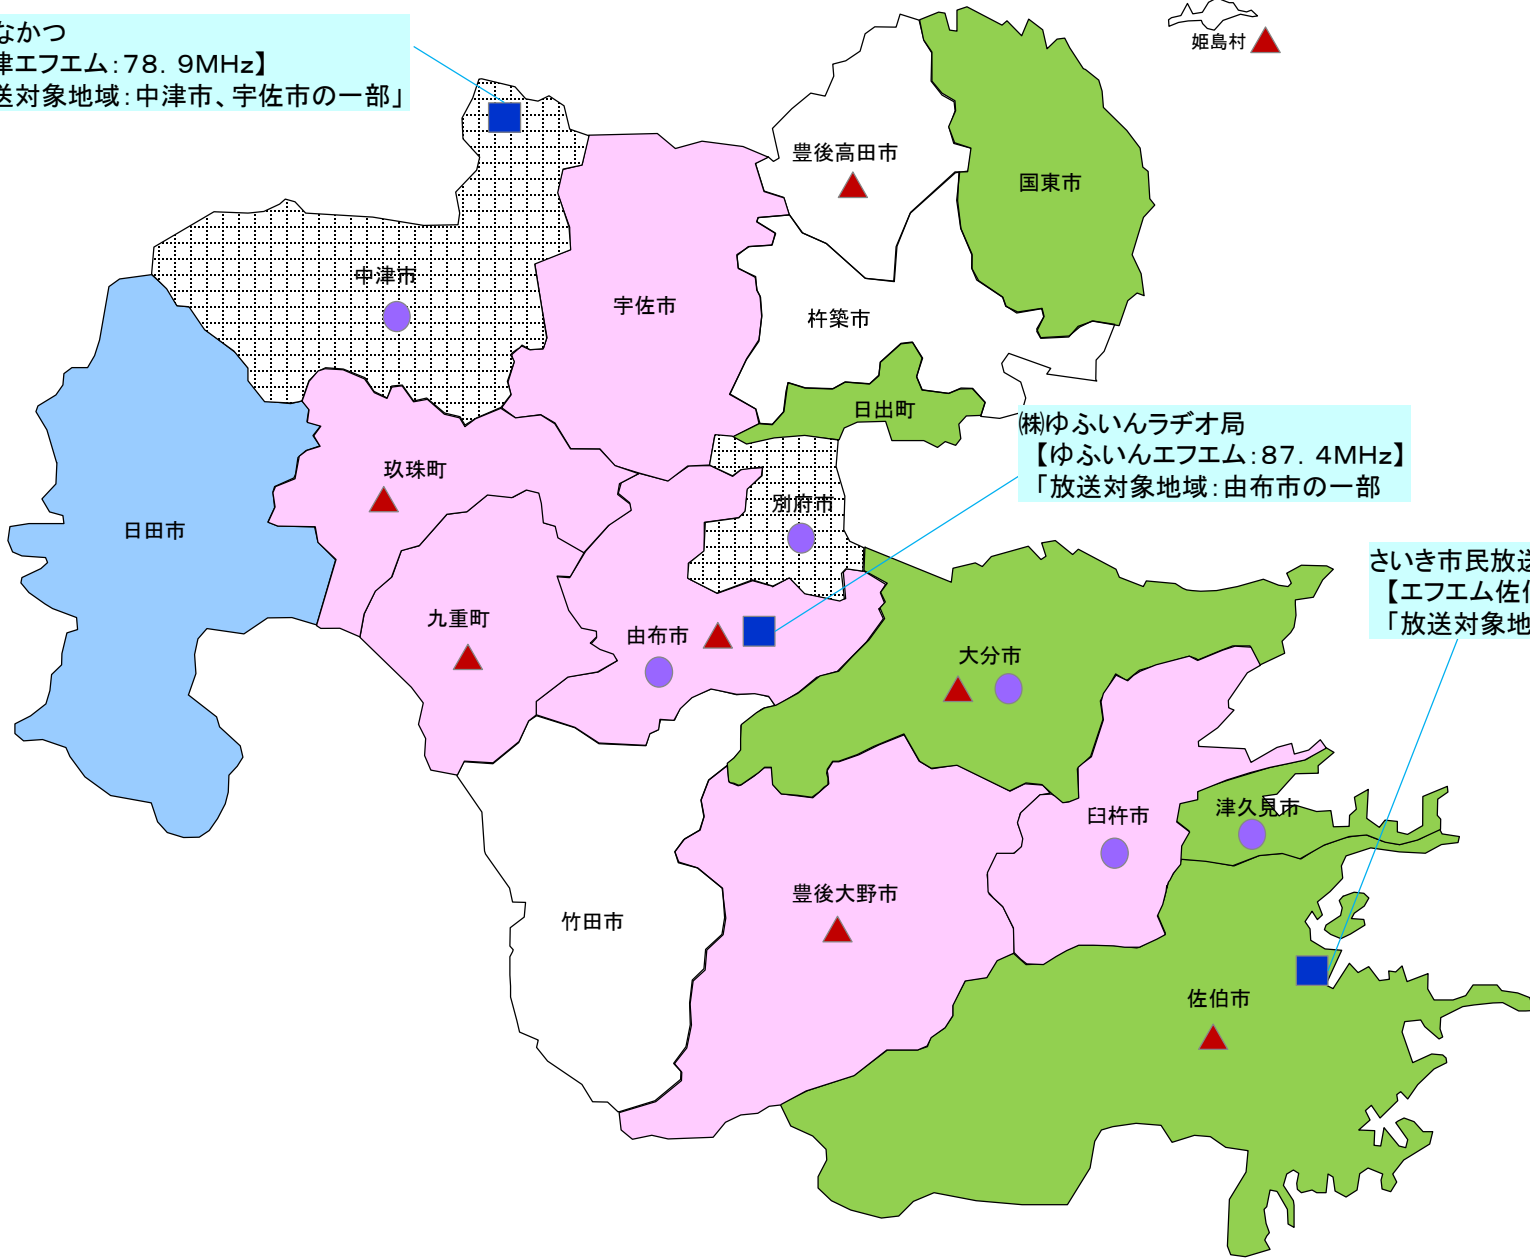 なかつ
津エフエム：78．9MHz】
送対象地域：中津市、宇佐市の一部」
姫島村
豊後高田市
国東市
中津市
宇佐市
杵築市
日出町
㈱ゆふいんラヂオ局
【ゆふいんエフエム：87．4MHz】
「放送対象地域：由布市の一部
玖珠町
別府市
日田市
さいき市民放送
【エフエム佐伯
「放送対象地
九重町
由布市
大分市
臼杵市
津久見市
豊後大野市
竹田市
佐伯市